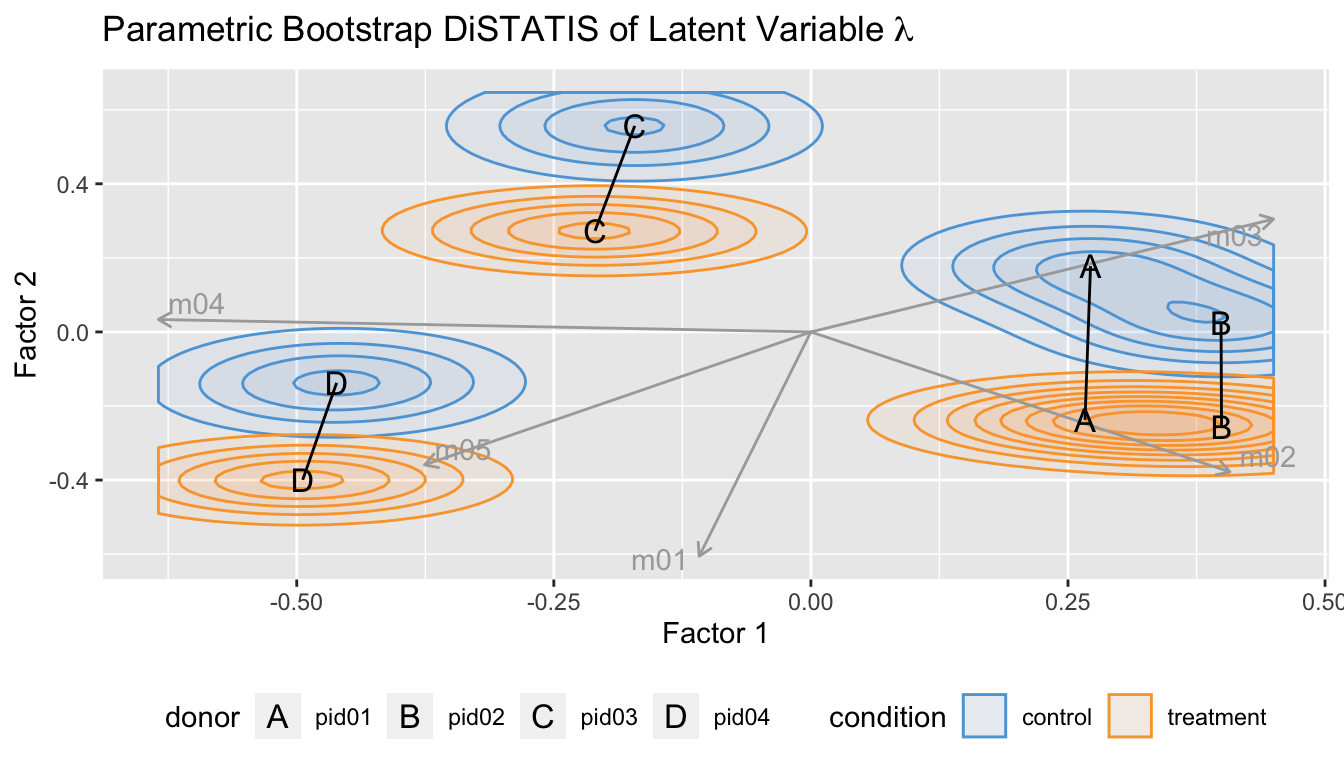 Parametric Bootstrap DiSTATIS of Latent Variable λ
C
0.4
C
m03
A
m04
B
0.0
Factor 2
D
A
B
m05
m02
-0.4
D
m01
-0.50 -0.25 0.00 0.25 0.50
Factor 1
donor A pid01 B pid02 C pid03 D pid04 condition control treatment